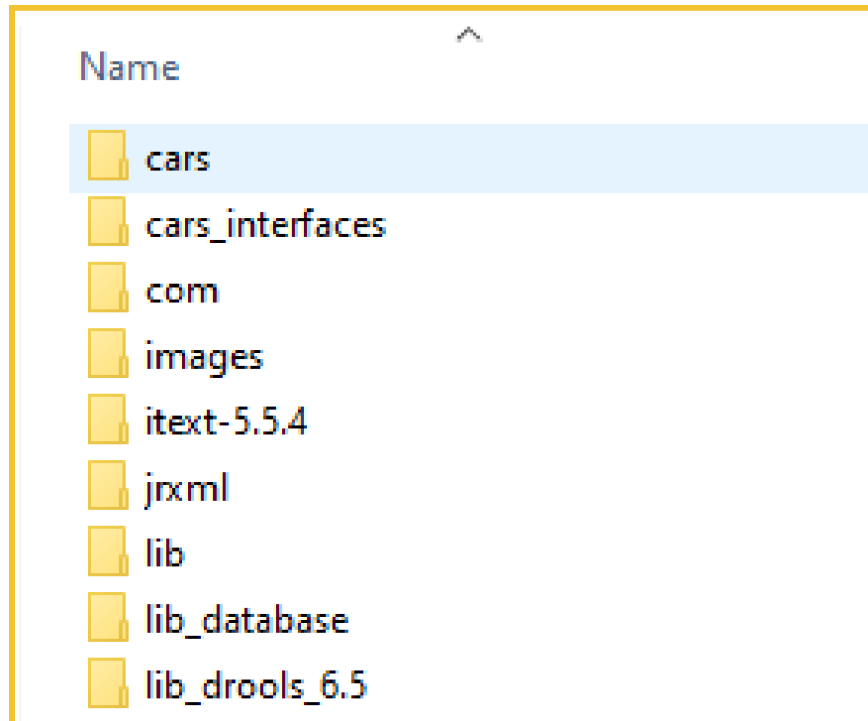 Name
cars
cars_interfaces
com
images
itext-5.5.4
jrxml
lib
lib_database
lib_drools_6.5